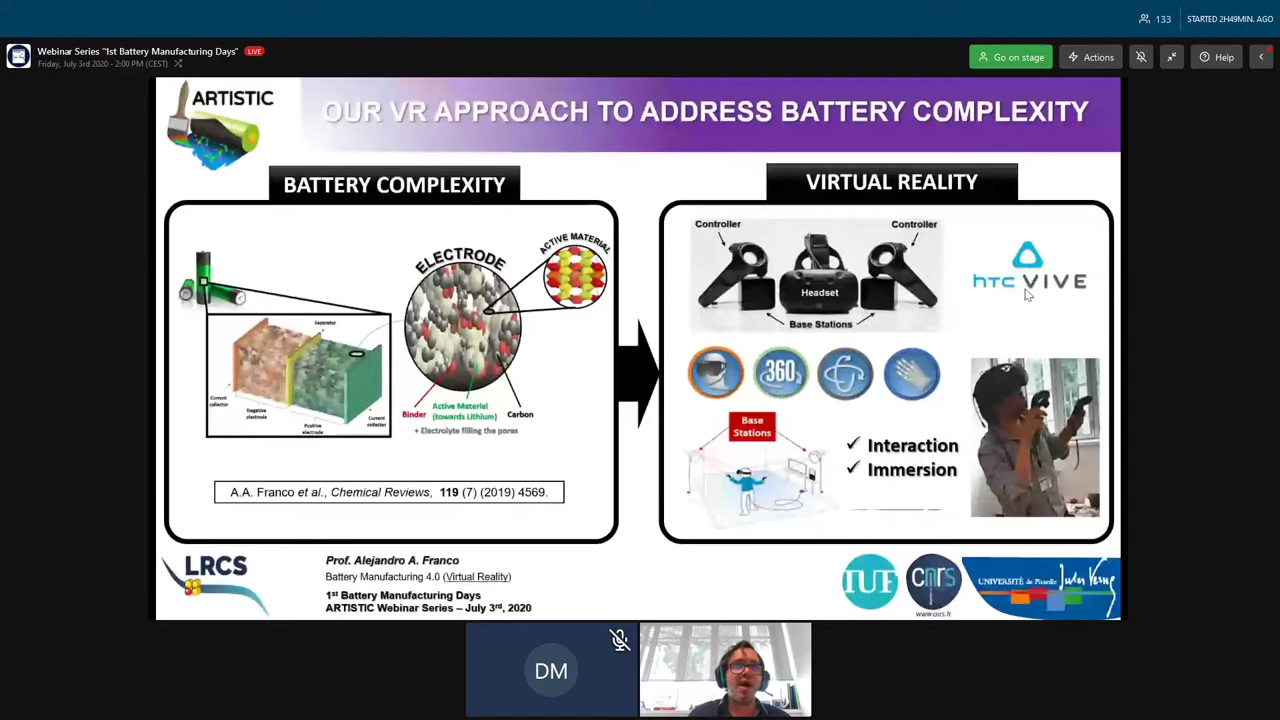 133
STARTED 2H49MIN. AGO
Webinar Series "1st Battery Manufacturing Days" LIVE
Friday, July 3rd 2020 - 2:00 PM (CEST)
Go on stage
Actions
Help
ARTISTIC
OUR VR APPROACH TO ADDRESS BATTERY COMPLEXITY
BATTERY COMPLEXITY
ELECTRODE
ACTIVE MATERIAL
Separator
Current
collector
Negative
electrode
Positive
electrode
Current
collector
Binder
Active Material
(towards Lithium)
Carbon
+ Electrolyte filling the pores
A.A. Franco et al., Chemical Reviews, 119 (7) (2019) 4569.
VIRTUAL REALITY
Controller
Controller
Headset
Base Stations
hTC VIVE
360
Base
Stations
✓ Interaction
✓ Immersion
LRCS
Prof. Alejandro A. Franco
Battery Manufacturing 4.0 (Virtual Reality)
1st Battery Manufacturing Days
ARTISTIC Webinar Series – July 3rd, 2020
IUF
cnrs
www.cnrs.fr
UNIVERSITÉ de Picardie Jules Verne
DM